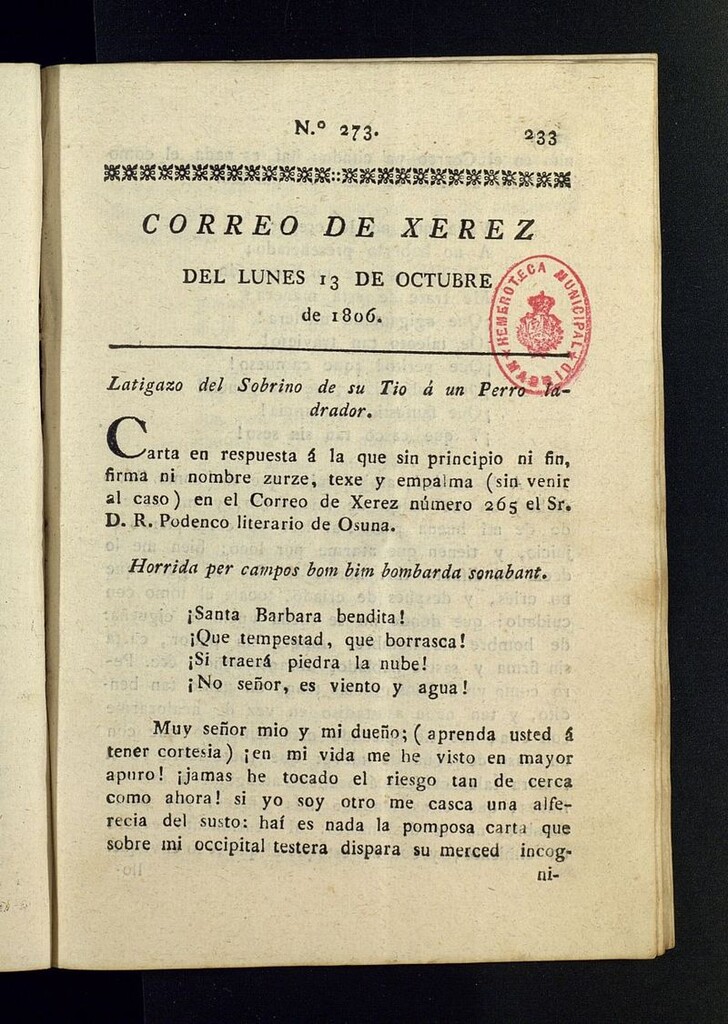 N.º 273.
233
CORREO DE XEREZ
DEL LUNES 13 DE OCTUBRE
de 1806.
HEMEROTECA MUNICIPAL
MADRID
Latigazo del Sobrino de su Tio á un Perro la-
drador.
Carta en respuesta á la que sin principio ni fin,
firma ni nombre zurze, texe y empalma (sin venir
al caso) en el Correo de Xerez número 265 el Sr.
D. R. Podenco literario de Osuna.
Horrida per campos bom bim bombarda sonabant.
¡Santa Barbara bendita!
¡Que tempestad, que borrasca!
¡Si traerá piedra la nube!
¡No señor, es viento y agua!
Muy señor mio y mi dueño; (aprenda usted á
tener cortesia) ¡en mi vida me he visto en mayor
apuro! ¡jamas he tocado el riesgo tan de cerca
como ahora! si yo soy otro me casca una alfe-
recia del susto: haí es nada la pomposa carta que
sobre mi occipital testera dispara su merced incog-
ni-